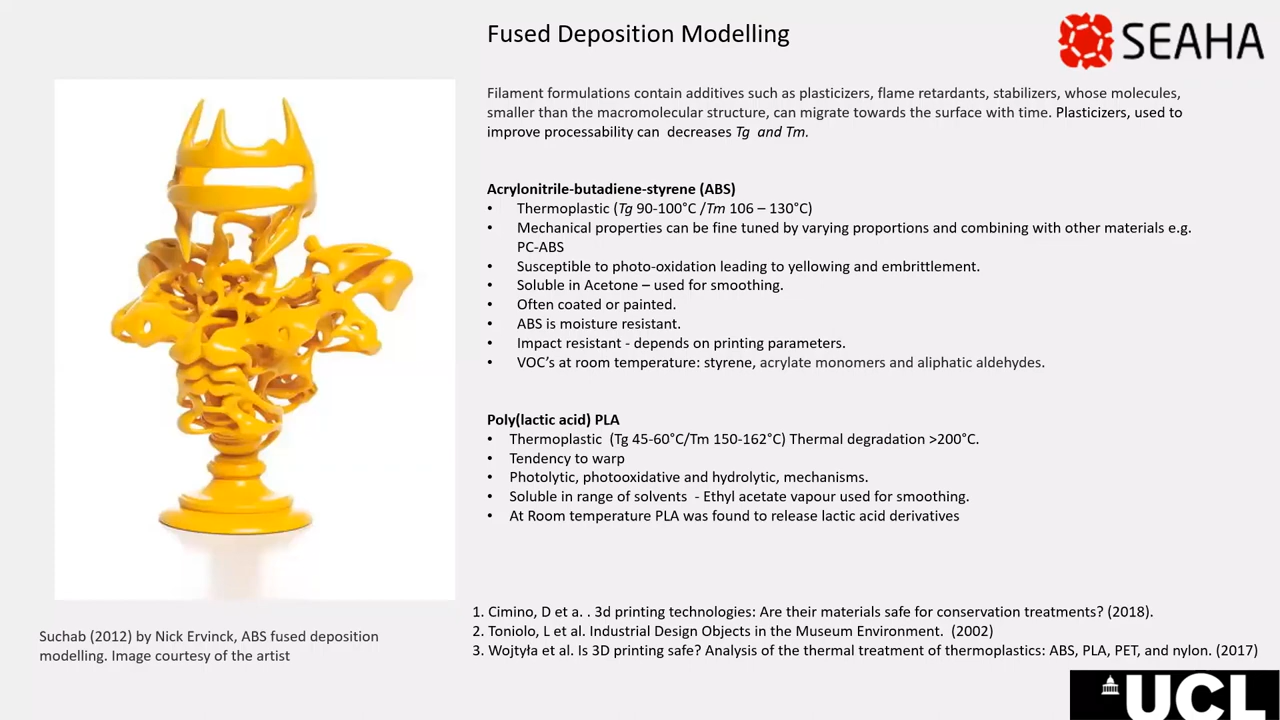 Fused Deposition Modelling
SEAHA
Filament formulations contain additives such as plasticizers, flame retardants, stabilizers, whose molecules,
smaller than the macromolecular structure, can migrate towards the surface with time. Plasticizers, used to
improve processability can  decreases Tg  and Tm.
Acrylonitrile-butadiene-styrene (ABS)
• Thermoplastic (Tg 90-100°C /Tm 106 – 130°C)
• Mechanical properties can be fine tuned by varying proportions and combining with other materials e.g.
PC-ABS
• Susceptible to photo-oxidation leading to yellowing and embrittlement.
• Soluble in Acetone – used for smoothing.
• Often coated or painted.
• ABS is moisture resistant.
• Impact resistant - depends on printing parameters.
• VOC's at room temperature: styrene, acrylate monomers and aliphatic aldehydes.
Poly(lactic acid) PLA
• Thermoplastic  (Tg 45-60°C/Tm 150-162°C) Thermal degradation >200°C.
• Tendency to warp
• Photolytic, photooxidative and hydrolytic, mechanisms.
• Soluble in range of solvents  - Ethyl acetate vapour used for smoothing.
• At Room temperature PLA was found to release lactic acid derivatives
1. Cimino, D et a. . 3d printing technologies: Are their materials safe for conservation treatments? (2018).
2. Toniolo, L et al. Industrial Design Objects in the Museum Environment.  (2002)
3. Wojtyła et al. Is 3D printing safe? Analysis of the thermal treatment of thermoplastics: ABS, PLA, PET, and nylon. (2017)
Suchab (2012) by Nick Ervinck, ABS fused deposition
modelling. Image courtesy of the artist
UCL